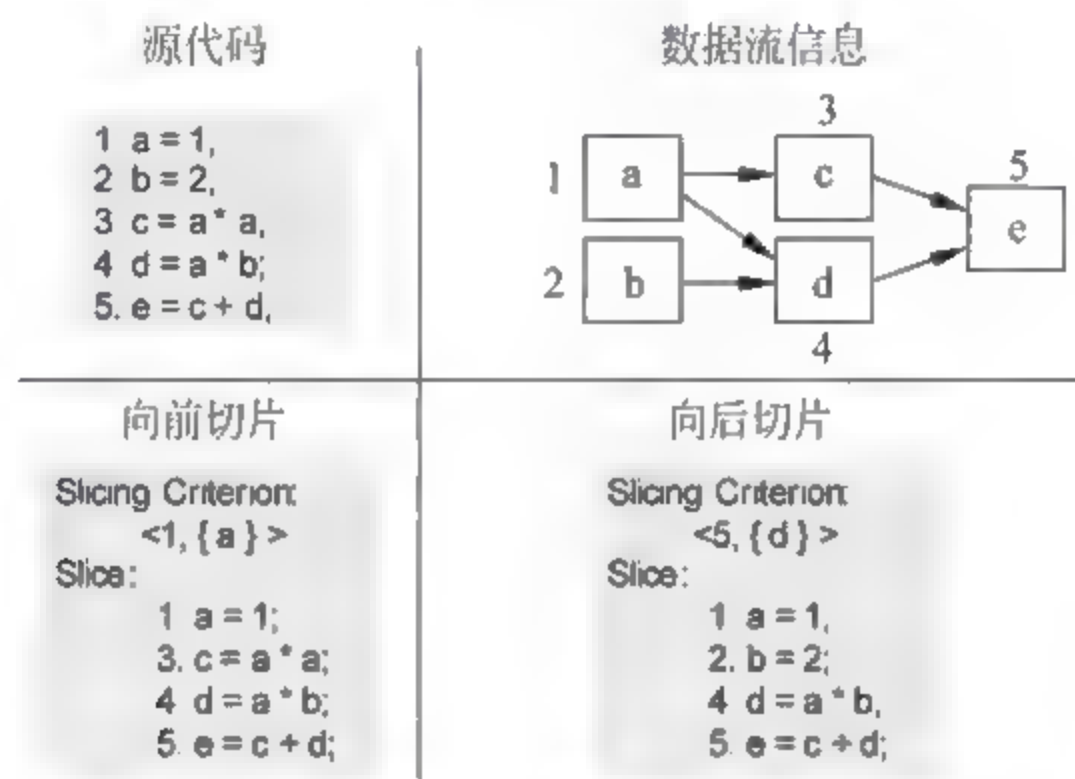 源代码
1 a = 1,
2 b = 2,
3 c = a * a,
4 d = a * b;
5. e = c + d,
数据流信息
3
1 a c 5
e
2 b d
4
向前切片
Slicing Criterion:
<1, { a } >
Slice:
1 a = 1;
3. c = a * a;
4 d = a * b;
5. e = c + d;
向后切片
Slicing Criterion:
<5, { d } >
Slice:
1 a = 1,
2. b = 2;
4 d = a * b,
5. e = c + d;